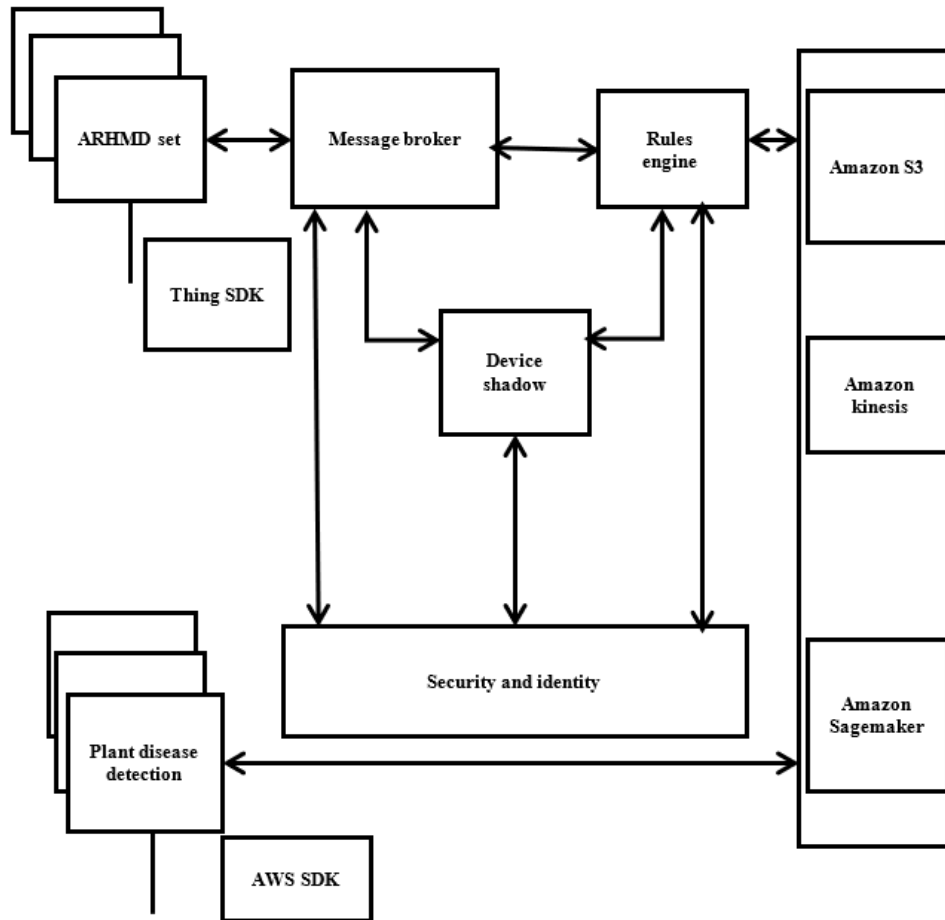 ARHMD set
Message broker
Rules
engine
Amazon S3
Thing SDK
Device
shadow
Amazon
kinesis
Security and identity
Amazon
Sagemaker
Plant disease
detection
AWS SDK